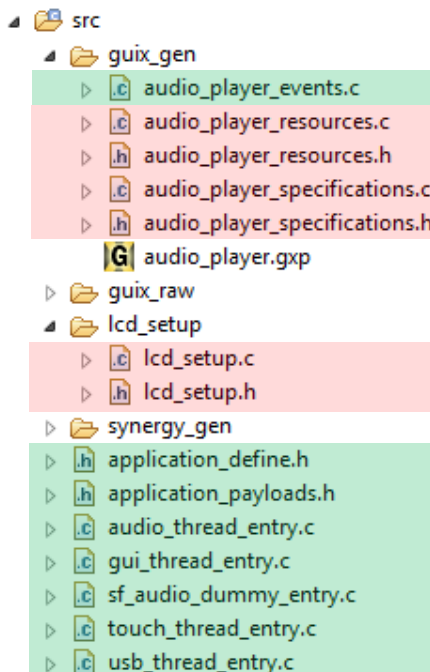 src
guix_gen
.c audio_player_events.c
.c audio_player_resources.c
.h audio_player_resources.h
.c audio_player_specifications.c
.h audio_player_specifications.h
G audio_player.gxp
guix_raw
lcd_setup
.c lcd_setup.c
.h lcd_setup.h
synergy_gen
.h application_define.h
.h application_payloads.h
.c audio_thread_entry.c
.c gui_thread_entry.c
.c sf_audio_dummy_entry.c
.c touch_thread_entry.c
.c usb_thread_entry.c